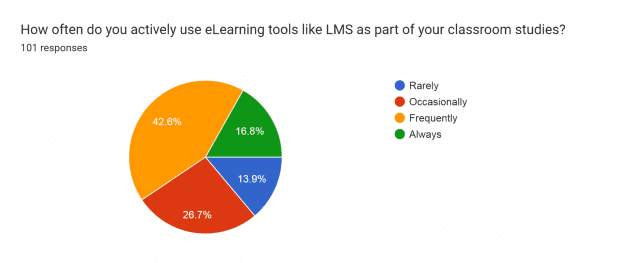 How often do you actively use eLearning tools like LMS as part of your classroom studies?
101 responses
Rarely
Occasionally
Frequently
Always
42.6%
16.8%
13.9%
26.7%